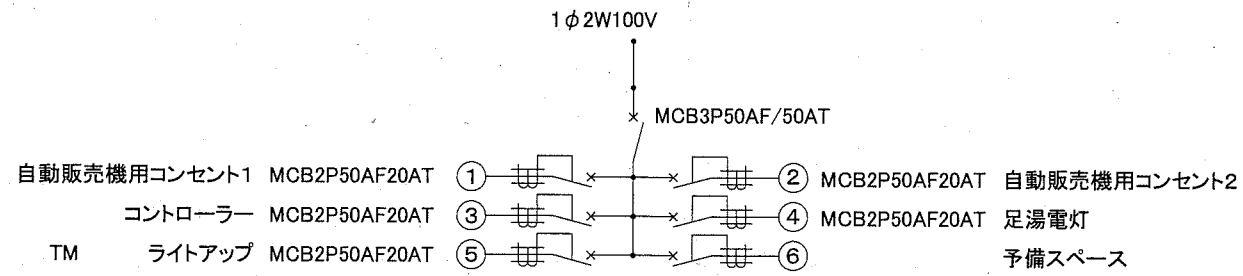 1φ2W100V
MCB3P50AF/50AT
自動販売機用コンセント1 MCB2P50AF20AT ① ② MCB2P50AF20AT 自動販売機用コンセント2
コントローラー MCB2P50AF20AT ③ ④ MCB2P50AF20AT 足湯電灯
TM ライトアップ MCB2P50AF20AT ⑤ ⑥ 予備スペース